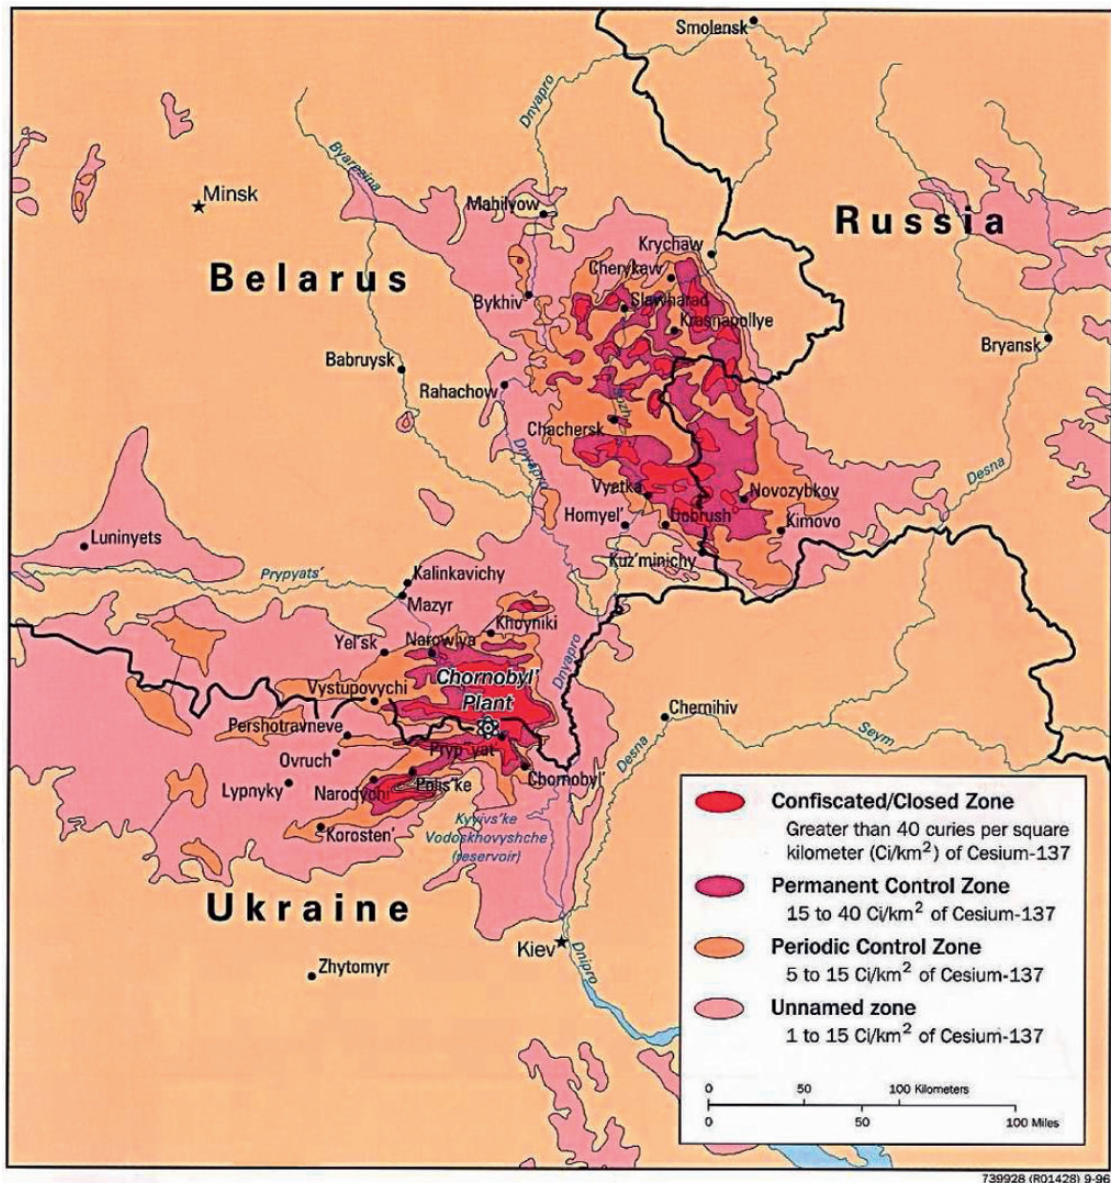 Smolensk
Dnyapro
Byarezina
Minsk
Mahilyow
Russia
Krychaw
Belarus
Cherykaw
Bykhiv
Slawharad
Krasnapollye
Bryansk
Babruysk
Rahachow
Sozh
Chachersk
Dnyapro
Desna
Vyetka
Novozybkov
Homyel'
Dobrush
Kimovo
Luninyets
Kuz'minichy
Prypyats'
Kalinkavichy
Mazyr
Khoyniki
Yel'sk
Narowlya
Dnyapro
Chornobyl'
Plant
Vystupovychi
Chernihiv
Pershotravneve
Desna
Seym
Pryp"yat'
Ovruch
Chornobyl'
Lypnyky
Narodychi
Polis'ke
Kyyivs'ke
Vodoskhovyshche
(reservoir)
Korosten'
Ukraine
Kiev
Dnipro
Zhytomyr
Confiscated/Closed Zone
Greater than 40 curies per square
kilometer (Ci/km²) of Cesium-137
Permanent Control Zone
15 to 40 Ci/km² of Cesium-137
Periodic Control Zone
5 to 15 Ci/km² of Cesium-137
Unnamed zone
1 to 15 Ci/km² of Cesium-137
0 50 100 Kilometers
0 50 100 Miles
739928 (R01428) 9-96